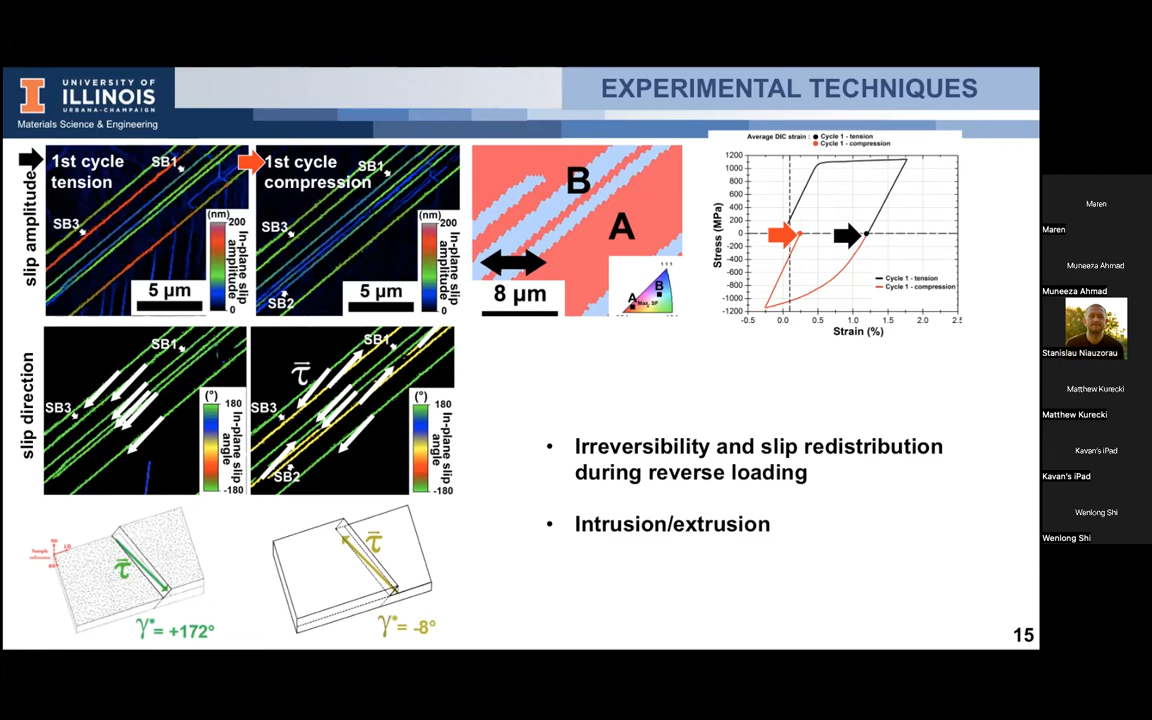 UNIVERSITY OF
ILLINOIS
URBANA-CHAMPAIGN
Materials Science & Engineering
EXPERIMENTAL TECHNIQUES
slip amplitude
1st cycle
tension
SB1
SB3
(nm)
200
In-plane slip
amplitude
0
5 µm
1st cycle
compression
SB1
SB3
SB2
(nm)
200
In-plane slip
amplitude
0
5 µm
B
A
8 µm
1 1 1
B
A
Max. SF
Average DIC strain : Cycle 1 - tension
Cycle 1 - compression
1200
1000
800
600
400
200
0
-200
-400
-600
-800
-1000
-1200
Stress (MPa)
Cycle 1 - tension
Cycle 1 - compression
-0.5 0.0 0.5 1.0 1.5 2.0 2.5
Strain (%)
slip direction
SB1
SB3
(°)
180
In-plane slip
angle
-180
τ̄
SB1
SB3
SB2
(°)
180
In-plane slip
angle
-180
• Irreversibility and slip redistribution
during reverse loading
• Intrusion/extrusion
LD
τ̄
γ*= +172°
τ̄
γ*= -8°
15
Maren
Maren
Muneeza Ahmad
Muneeza Ahmad
Stanislau Niauzorau
Matthew Kurecki
Matthew Kurecki
Kavan's iPad
Kavan's iPad
Wenlong Shi
Wenlong Shi